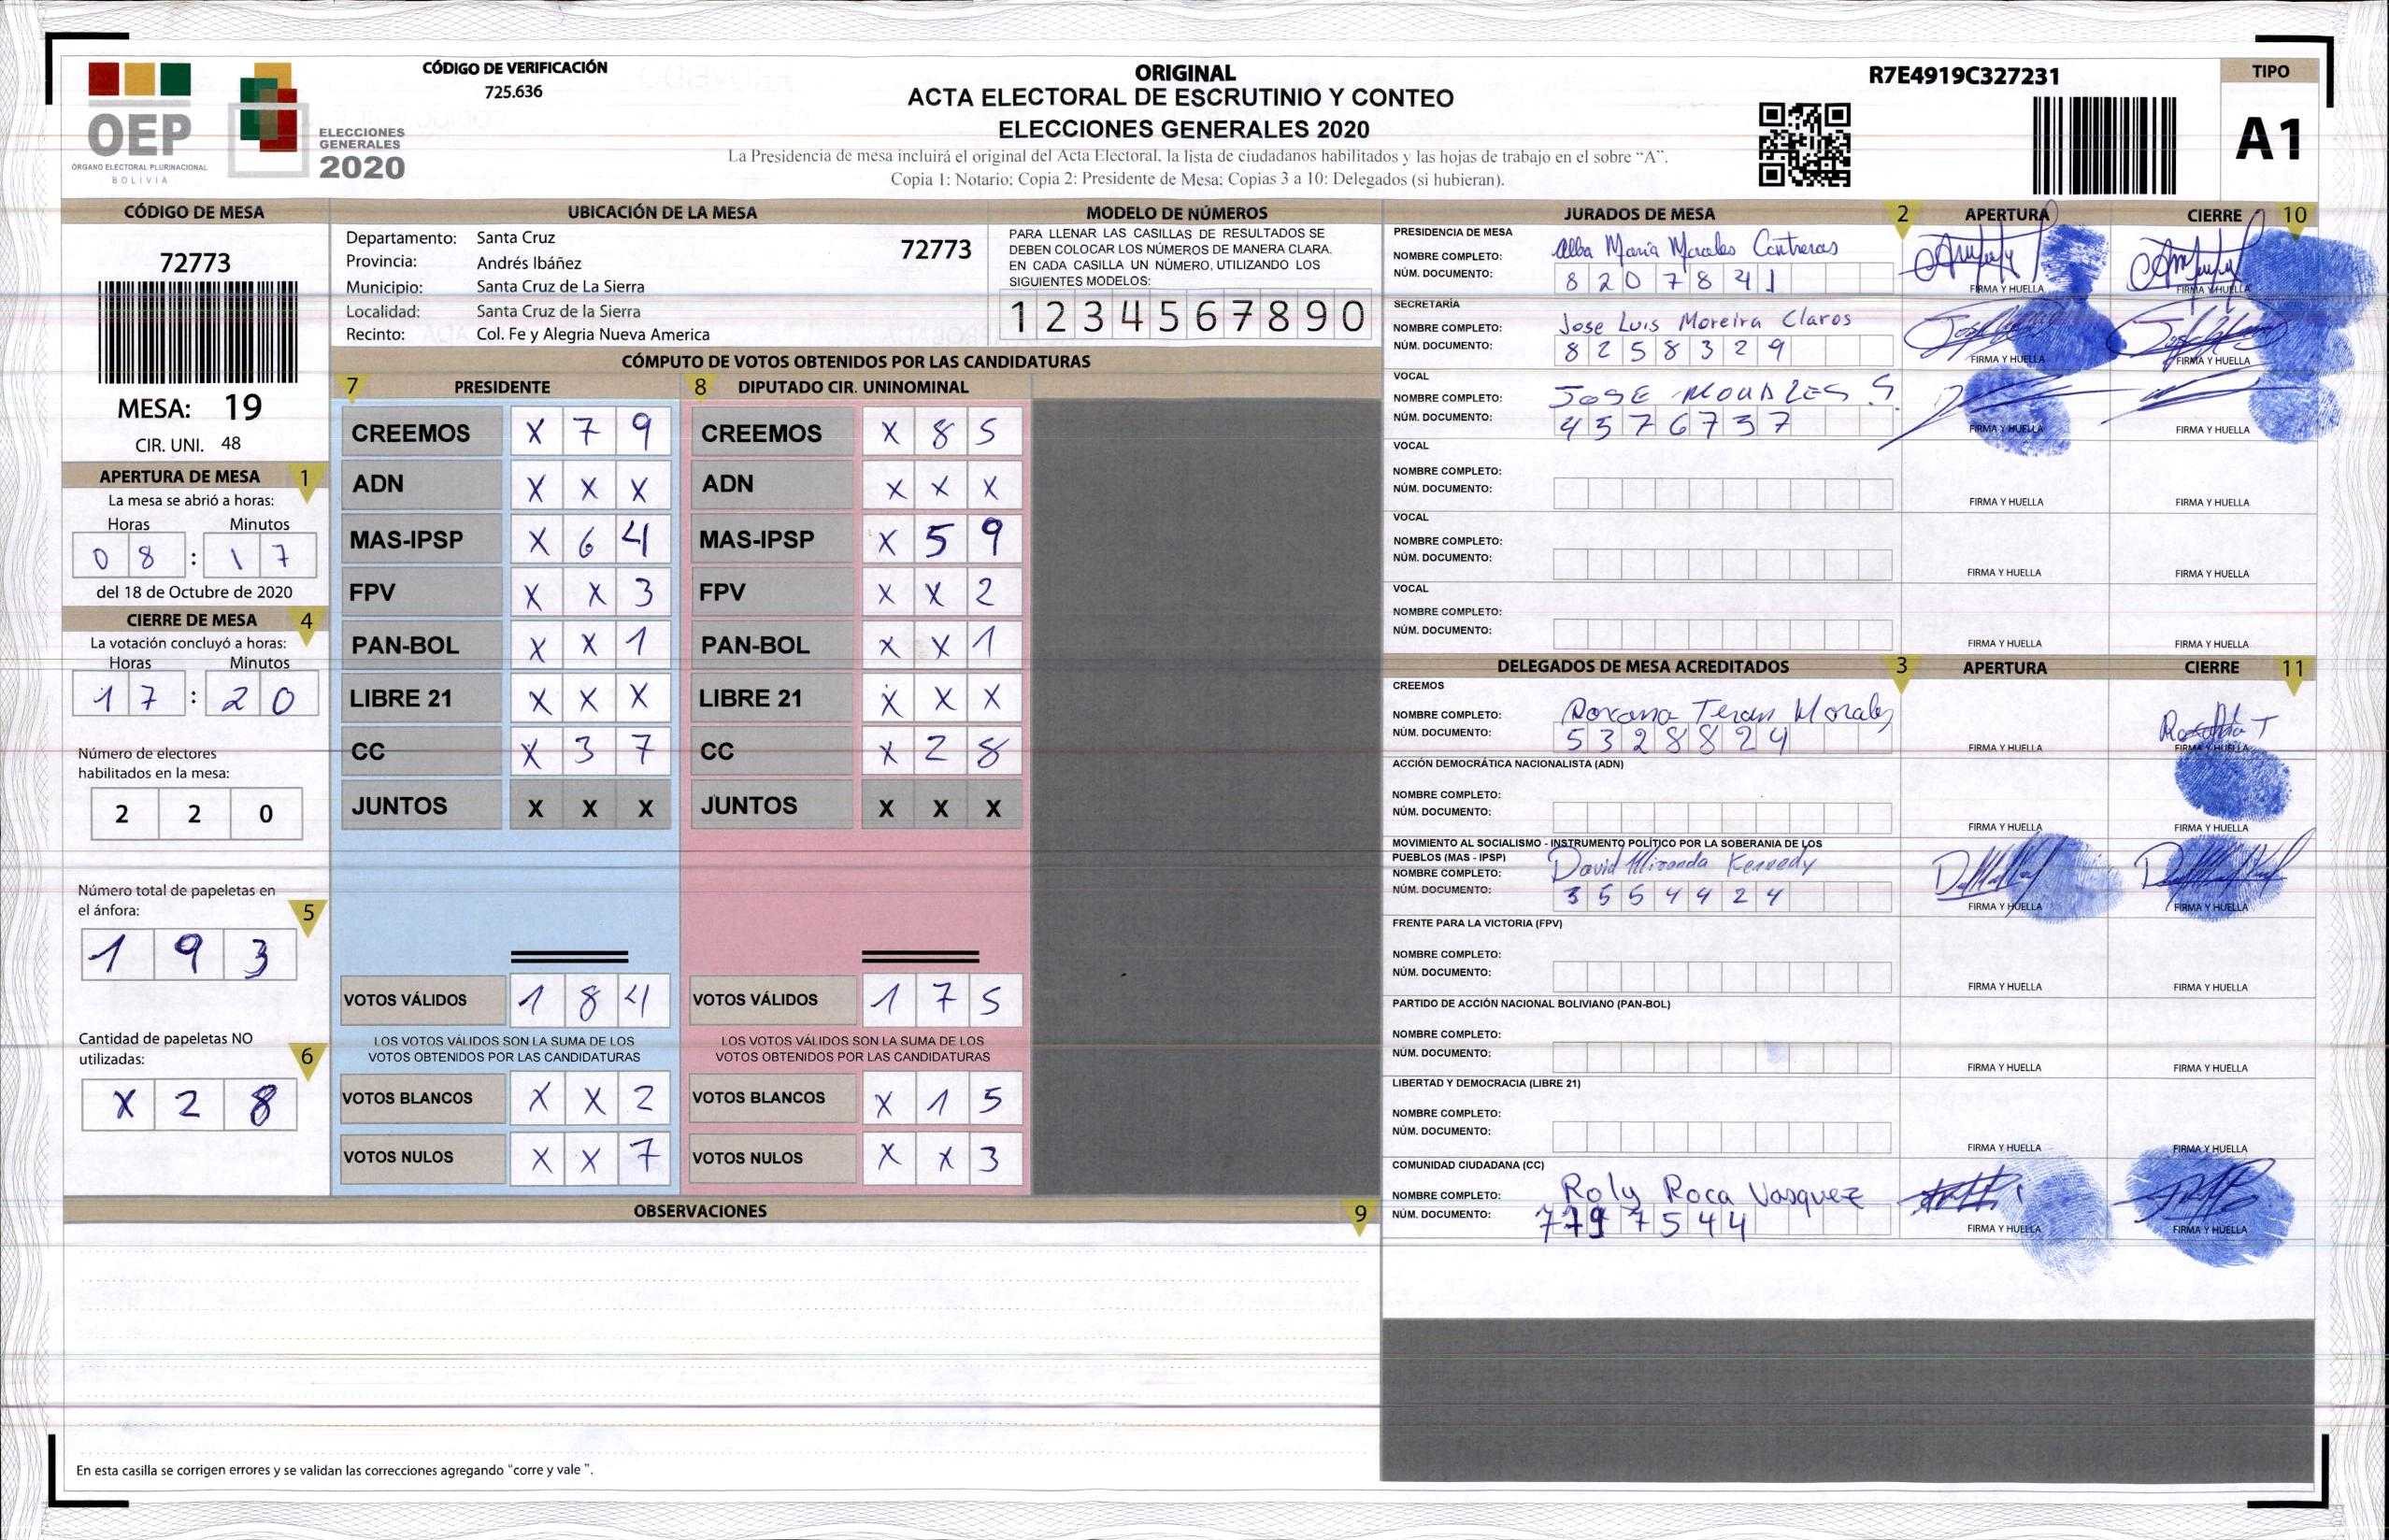 OEP
ÓRGANO ELECTORAL PLURINACIONAL
BOLIVIA
ELECCIONES
GENERALES
2020
CÓDIGO DE VERIFICACIÓN
725.636
ORIGINAL
ACTA ELECTORAL DE ESCRUTINIO Y CONTEO
ELECCIONES GENERALES 2020
La Presidencia de mesa incluirá el original del Acta Electoral, la lista de ciudadanos habilitados y las hojas de trabajo en el sobre “A”.
Copia 1: Notario; Copia 2: Presidente de Mesa; Copias 3 a 10: Delegados (si hubieran).
R7E4919C327231
TIPO
A1
CÓDIGO DE MESA
72773
MESA: 19
CIR. UNI. 48
APERTURA DE MESA 1
La mesa se abrió a horas:
Horas Minutos
0 8 : 1 7
del 18 de Octubre de 2020
CIERRE DE MESA 4
La votación concluyó a horas:
Horas Minutos
1 7 : 2 0
Número de electores
habilitados en la mesa:
2 2 0
Número total de papeletas en
el ánfora: 5
1 9 3
Cantidad de papeletas NO
utilizadas: 6
X 2 8
UBICACIÓN DE LA MESA
Departamento: Santa Cruz 72773
Provincia: Andrés Ibáñez
Municipio: Santa Cruz de La Sierra
Localidad: Santa Cruz de la Sierra
Recinto: Col. Fe y Alegria Nueva America
MODELO DE NÚMEROS
PARA LLENAR LAS CASILLAS DE RESULTADOS SE
DEBEN COLOCAR LOS NÚMEROS DE MANERA CLARA.
EN CADA CASILLA UN NÚMERO, UTILIZANDO LOS
SIGUIENTES MODELOS:
1 2 3 4 5 6 7 8 9 0
CÓMPUTO DE VOTOS OBTENIDOS POR LAS CANDIDATURAS
7 PRESIDENTE 8 DIPUTADO CIR. UNINOMINAL
CREEMOS X 7 9 CREEMOS X 8 5
ADN X X X ADN X X X
MAS-IPSP X 6 4 MAS-IPSP X 5 9
FPV X X 3 FPV X X 2
PAN-BOL X X 1 PAN-BOL X X 1
LIBRE 21 X X X LIBRE 21 X X X
CC X 3 7 CC X 2 8
JUNTOS X X X JUNTOS X X X
VOTOS VÁLIDOS 1 8 4 VOTOS VÁLIDOS 1 7 5
LOS VOTOS VÁLIDOS SON LA SUMA DE LOS LOS VOTOS VÁLIDOS SON LA SUMA DE LOS
VOTOS OBTENIDOS POR LAS CANDIDATURAS VOTOS OBTENIDOS POR LAS CANDIDATURAS
VOTOS BLANCOS X X 2 VOTOS BLANCOS X 1 5
VOTOS NULOS X X 7 VOTOS NULOS X X 3
OBSERVACIONES 9
En esta casilla se corrigen errores y se validan las correcciones agregando “corre y vale ”.
JURADOS DE MESA 2 APERTURA CIERRE 10
PRESIDENCIA DE MESA
NOMBRE COMPLETO: Alba Maria Morales Contreras
NÚM. DOCUMENTO: 8 2 0 7 8 4 1
FIRMA Y HUELLA FIRMA Y HUELLA
SECRETARÍA
NOMBRE COMPLETO: Jose Luis Moreira Claros
NÚM. DOCUMENTO: 8 2 5 8 3 2 9
FIRMA Y HUELLA FIRMA Y HUELLA
VOCAL
NOMBRE COMPLETO: JOSE S.
NÚM. DOCUMENTO: 4 5 7 6 7 3 7
FIRMA Y HUELLA FIRMA Y HUELLA
VOCAL
NOMBRE COMPLETO:
NÚM. DOCUMENTO:
FIRMA Y HUELLA FIRMA Y HUELLA
VOCAL
NOMBRE COMPLETO:
NÚM. DOCUMENTO:
FIRMA Y HUELLA FIRMA Y HUELLA
VOCAL
NOMBRE COMPLETO:
NÚM. DOCUMENTO:
FIRMA Y HUELLA FIRMA Y HUELLA
DELEGADOS DE MESA ACREDITADOS 3 APERTURA CIERRE 11
CREEMOS
NOMBRE COMPLETO: Roxana Teran Morales
NÚM. DOCUMENTO: 5 3 2 8 8 2 4
FIRMA Y HUELLA FIRMA Y HUELLA
ACCIÓN DEMOCRÁTICA NACIONALISTA (ADN)
NOMBRE COMPLETO:
NÚM. DOCUMENTO:
FIRMA Y HUELLA FIRMA Y HUELLA
MOVIMIENTO AL SOCIALISMO - INSTRUMENTO POLÍTICO POR LA SOBERANIA DE LOS
PUEBLOS (MAS - IPSP)
NOMBRE COMPLETO: David Miranda Kennedy
NÚM. DOCUMENTO: 3 5 5 4 4 2 4
FIRMA Y HUELLA FIRMA Y HUELLA
FRENTE PARA LA VICTORIA (FPV)
NOMBRE COMPLETO:
NÚM. DOCUMENTO:
FIRMA Y HUELLA FIRMA Y HUELLA
PARTIDO DE ACCIÓN NACIONAL BOLIVIANO (PAN-BOL)
NOMBRE COMPLETO:
NÚM. DOCUMENTO:
FIRMA Y HUELLA FIRMA Y HUELLA
LIBERTAD Y DEMOCRACIA (LIBRE 21)
NOMBRE COMPLETO:
NÚM. DOCUMENTO:
FIRMA Y HUELLA FIRMA Y HUELLA
COMUNIDAD CIUDADANA (CC)
NOMBRE COMPLETO: Roly Roca Vasquez
NÚM. DOCUMENTO:
FIRMA Y HUELLA FIRMA Y HUELLA